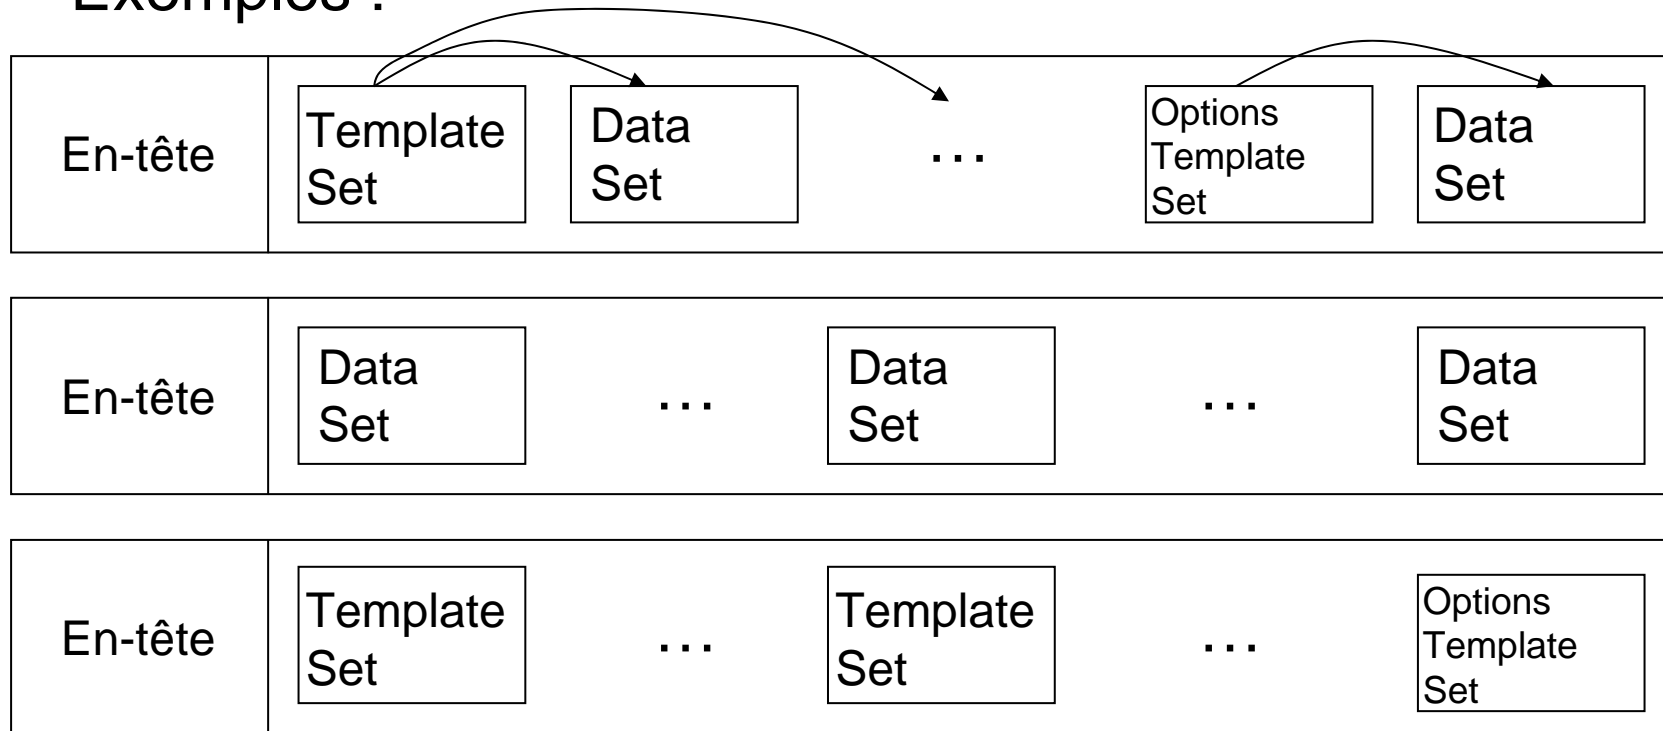 Exemples :
En-tête
Template
Set
Data
Set
...
Options
Template
Set
Data
Set
En-tête
Data
Set
...
Data
Set
...
Data
Set
En-tête
Template
Set
...
Template
Set
...
Options
Template
Set